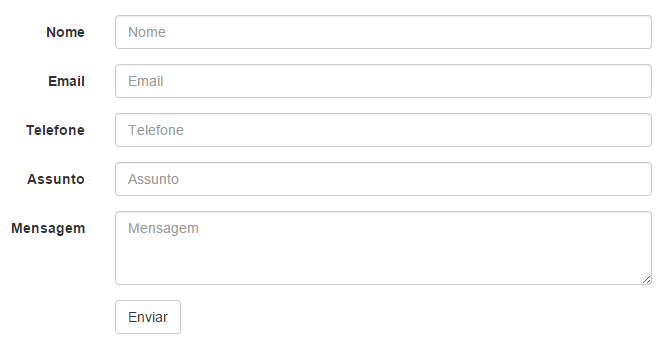 Nome Nome
Email Email
Telefone Telefone
Assunto Assunto
Mensagem Mensagem
Enviar